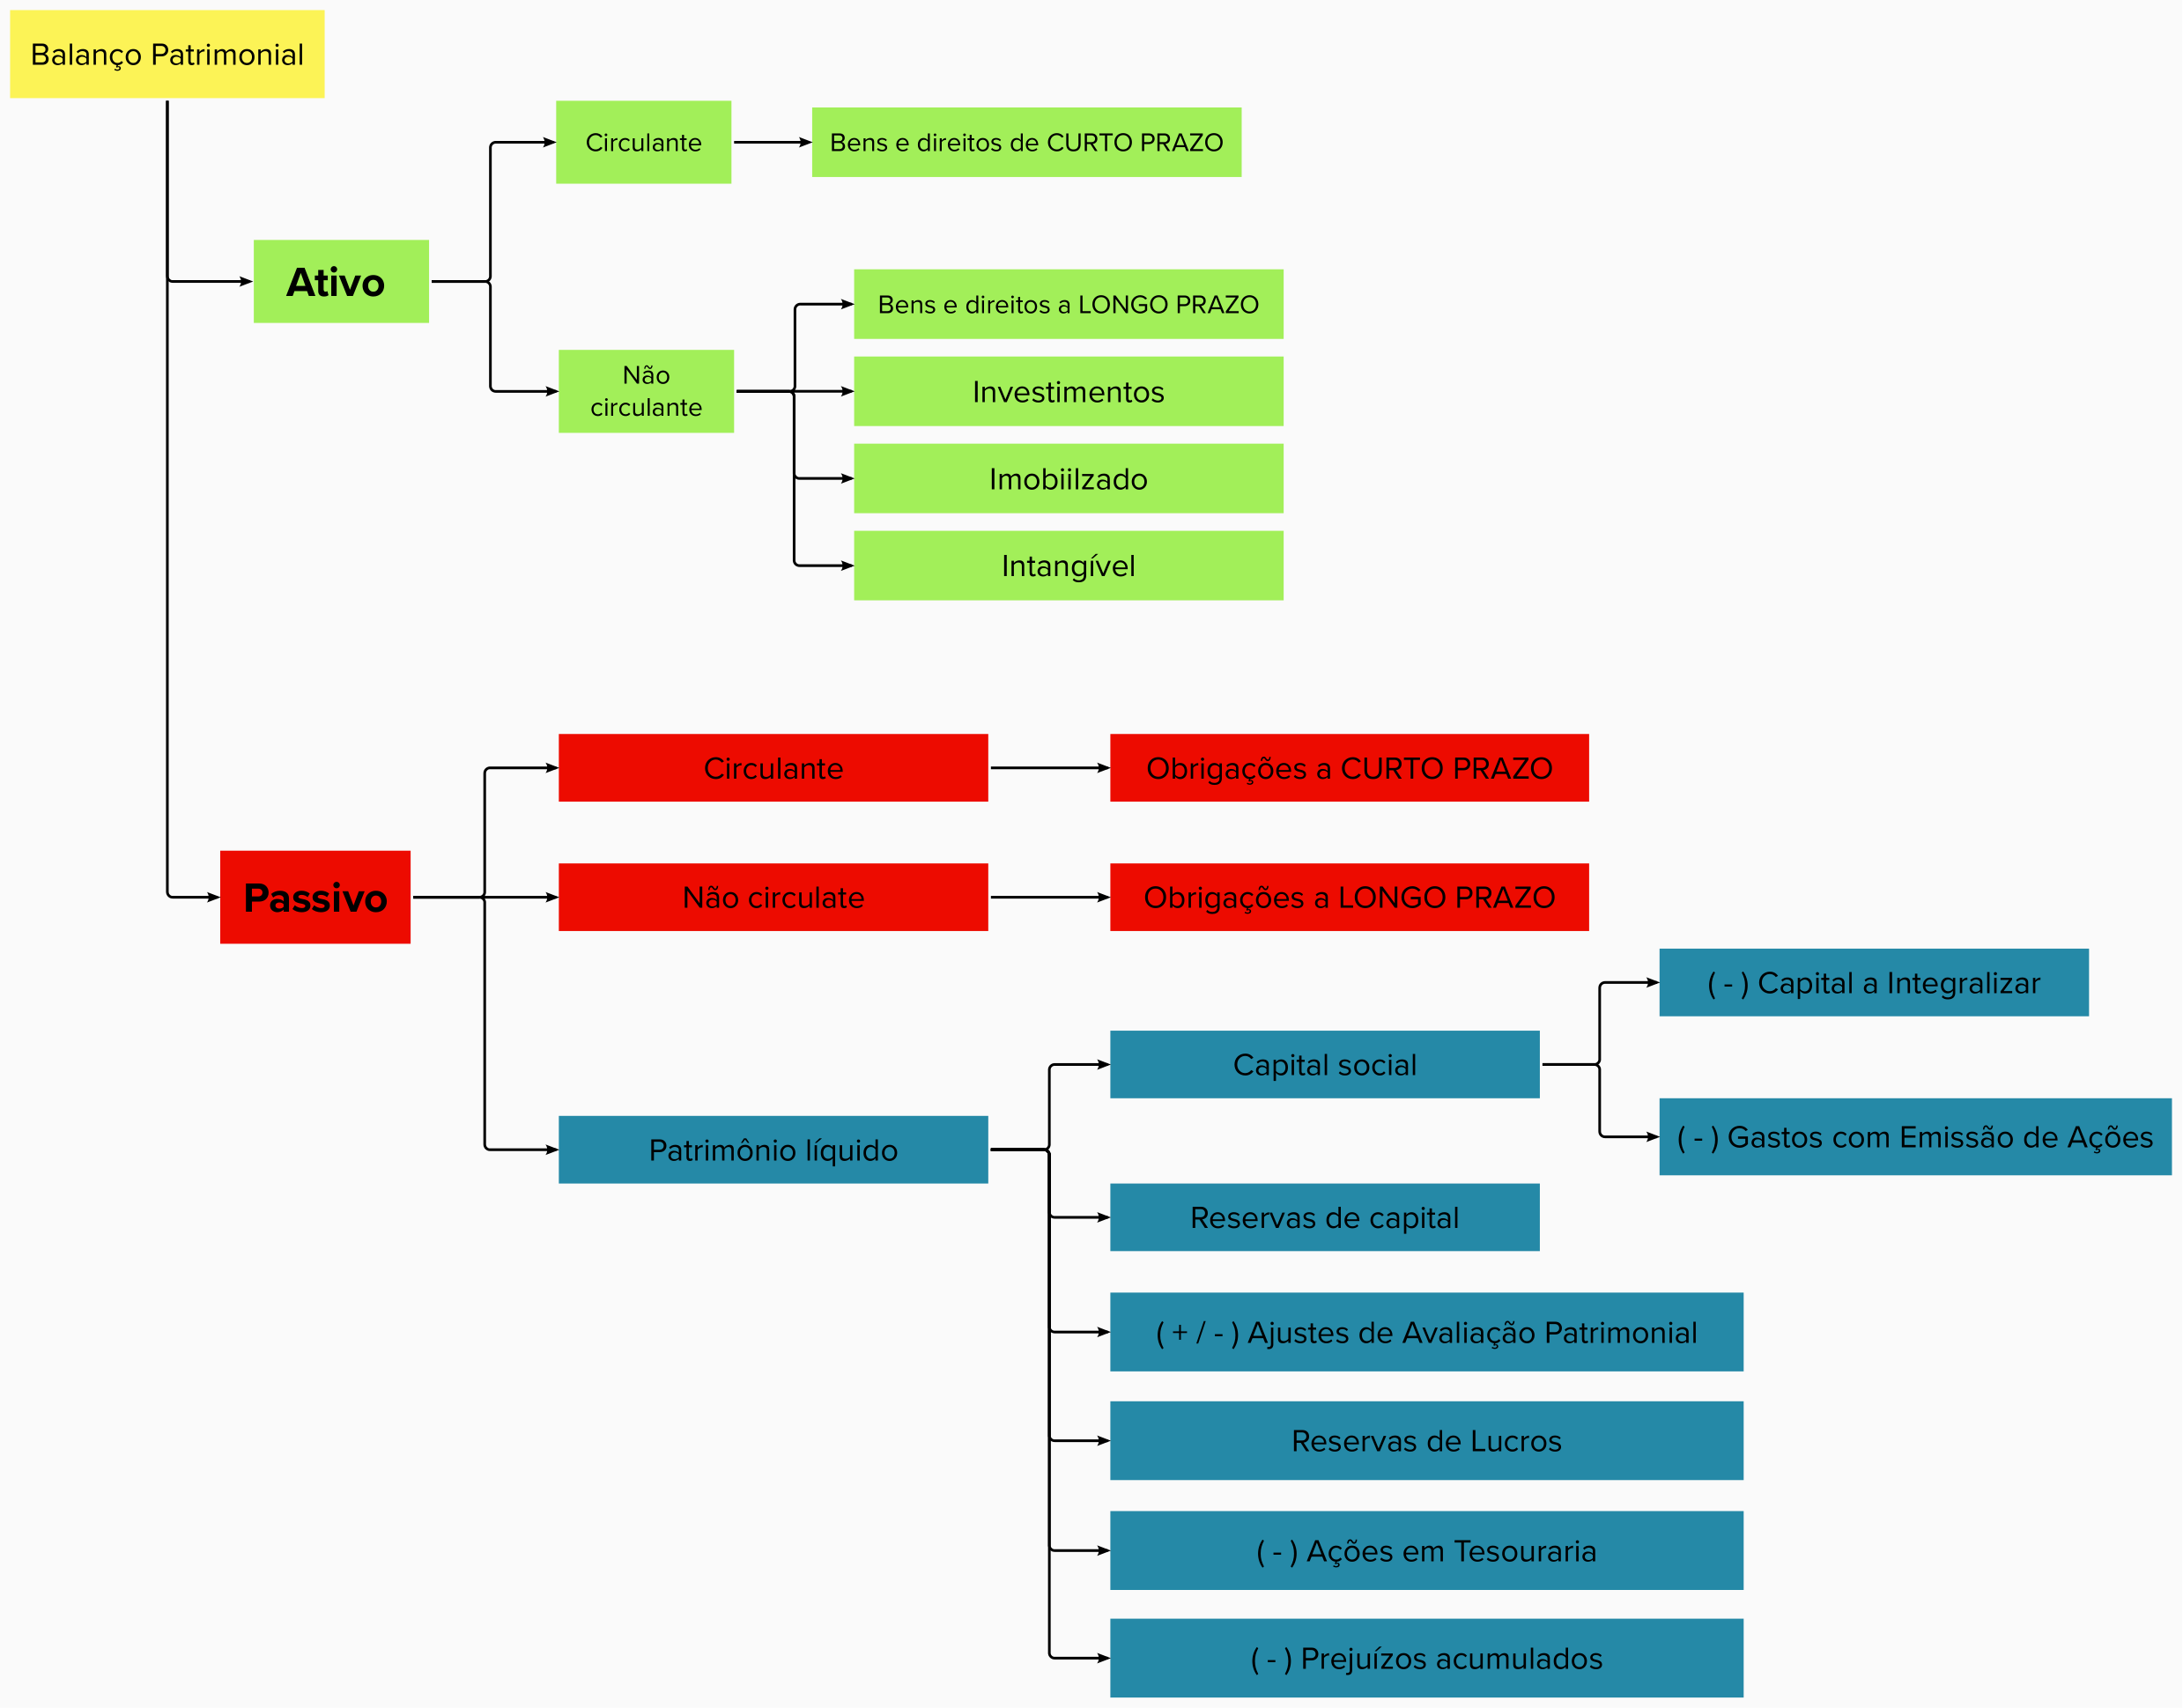 Balanço Patrimonial
Circulante
Bens e direitos de CURTO PRAZO
Ativo
Bens e direitos a LONGO PRAZO
Não
circulante
Investimentos
Imobiilzado
Intangível
Circulante
Obrigações a CURTO PRAZO
Passivo
Não circulate
Obrigações a LONGO PRAZO
( - ) Capital a Integralizar
Capital social
( - ) Gastos com Emissão de Ações
Patrimônio líquido
Reservas de capital
( + / - ) Ajustes de Avaliação Patrimonial
Reservas de Lucros
( - ) Ações em Tesouraria
( - ) Prejuízos acumulados